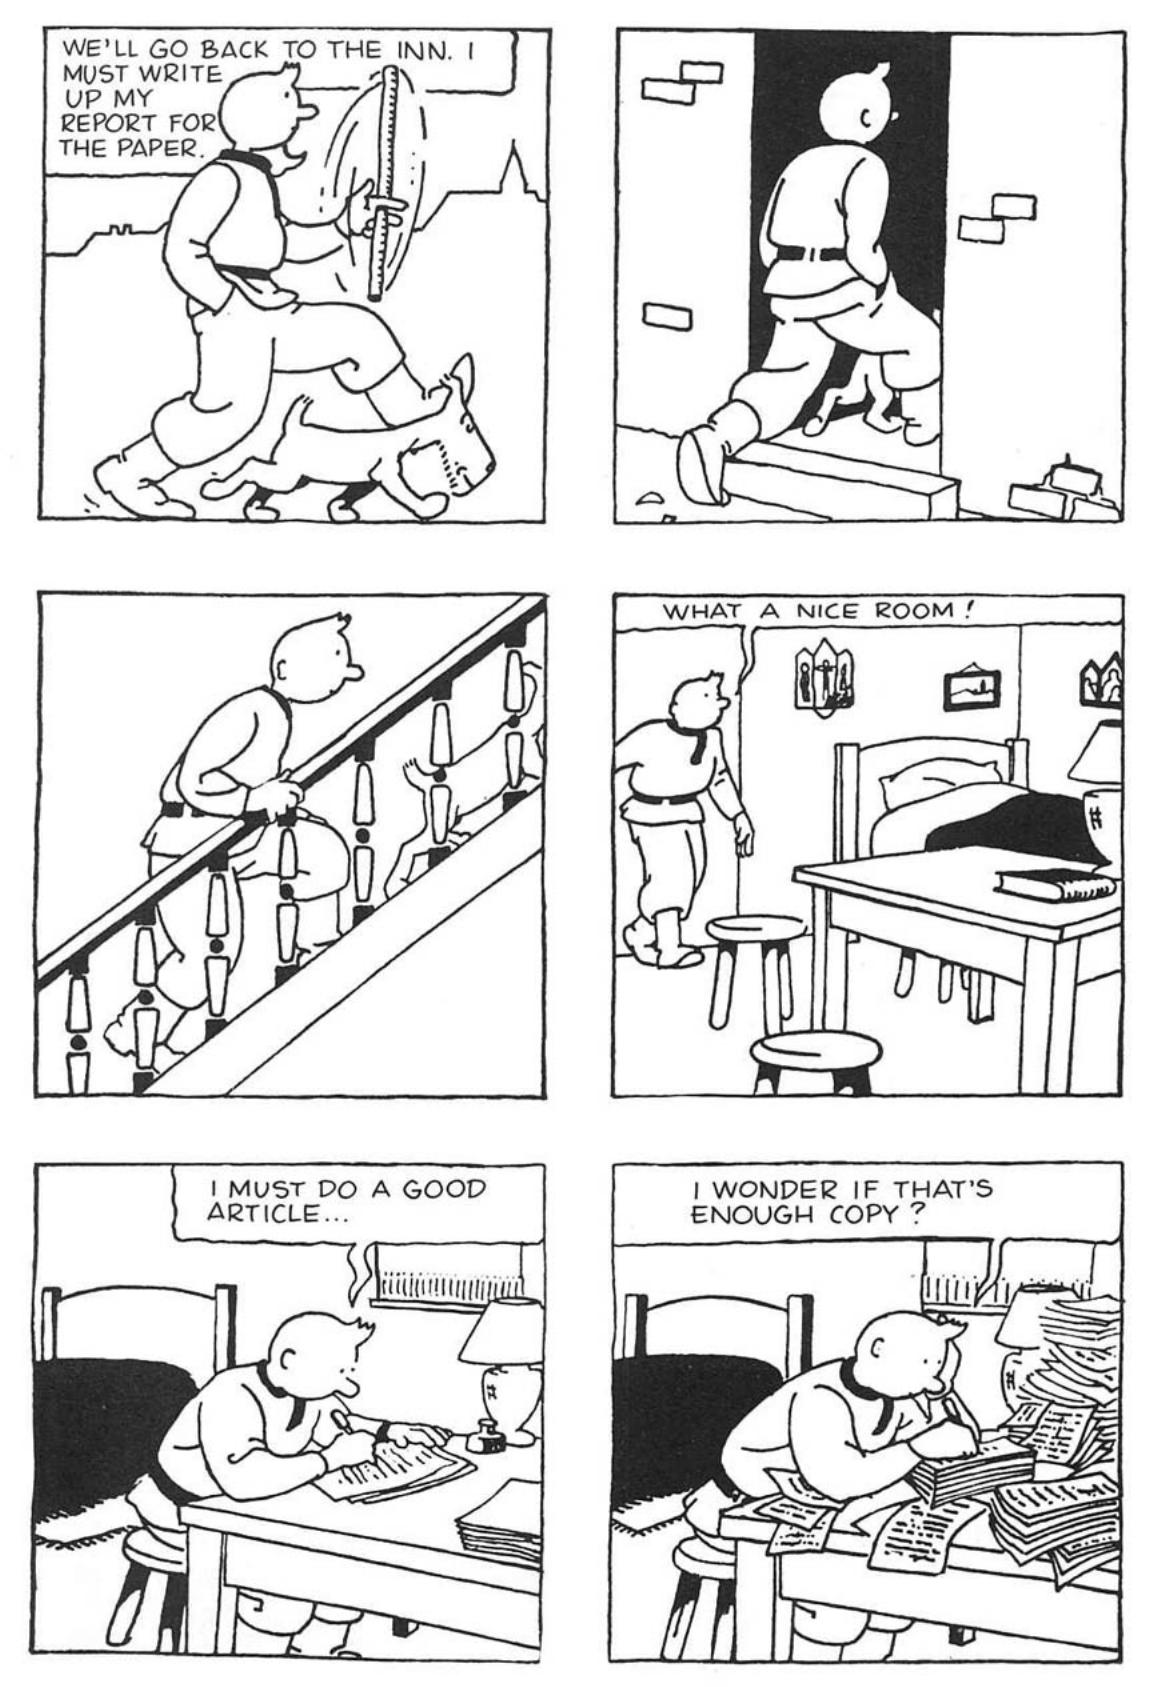 WE'LL GO BACK TO THE INN. I
MUST WRITE
UP MY
REPORT FOR
THE PAPER.
WHAT A NICE ROOM!
I MUST DO A GOOD
ARTICLE...
I WONDER IF THAT'S
ENOUGH COPY?